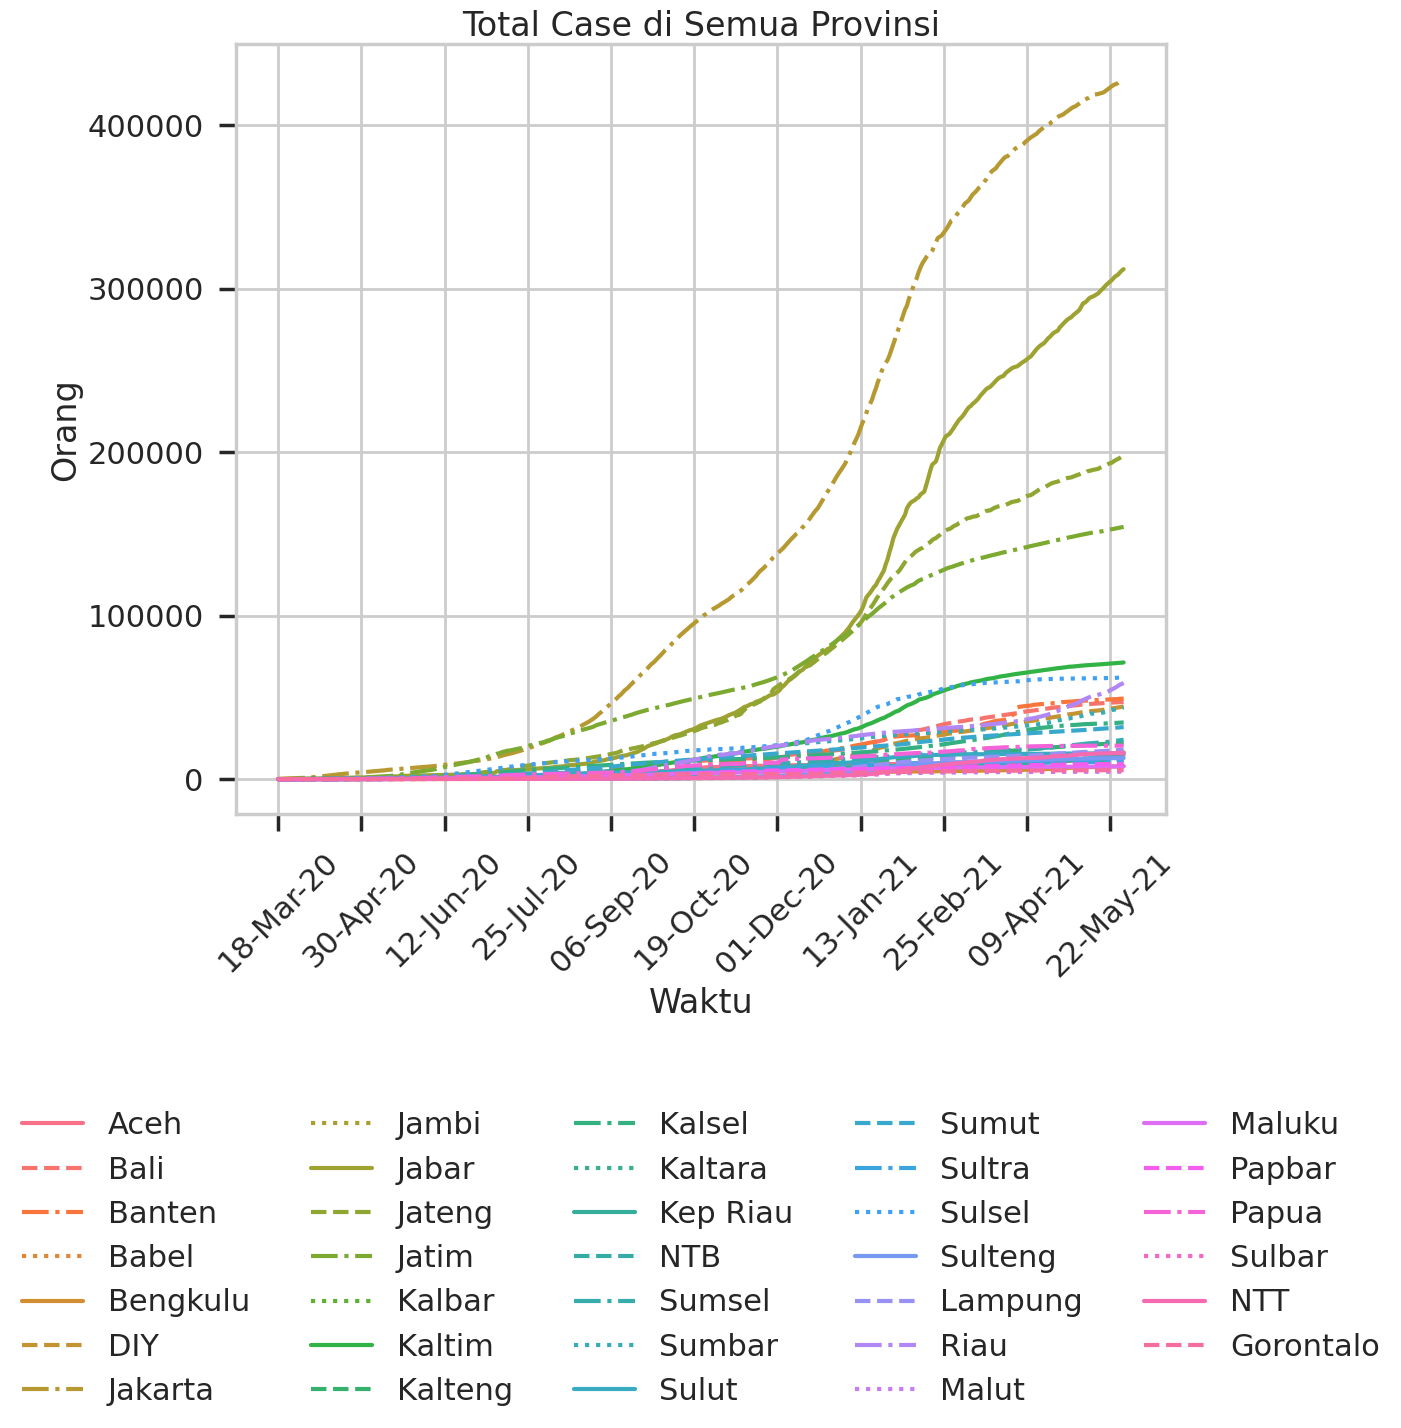 Total Case di Semua Provinsi
400000
300000
200000
100000
0
Orang
18-Mar-20
30-Apr-20
12-Jun-20
25-Jul-20
06-Sep-20
19-Oct-20
01-Dec-20
13-Jan-21
25-Feb-21
09-Apr-21
22-May-21
Waktu
Aceh
Bali
Banten
Babel
Bengkulu
DIY
Jakarta
Jambi
Jabar
Jateng
Jatim
Kalbar
Kaltim
Kalteng
Kalsel
Kaltara
Kep Riau
NTB
Sumsel
Sumbar
Sulut
Sumut
Sultra
Sulsel
Sulteng
Lampung
Riau
Malut
Maluku
Papbar
Papua
Sulbar
NTT
Gorontalo